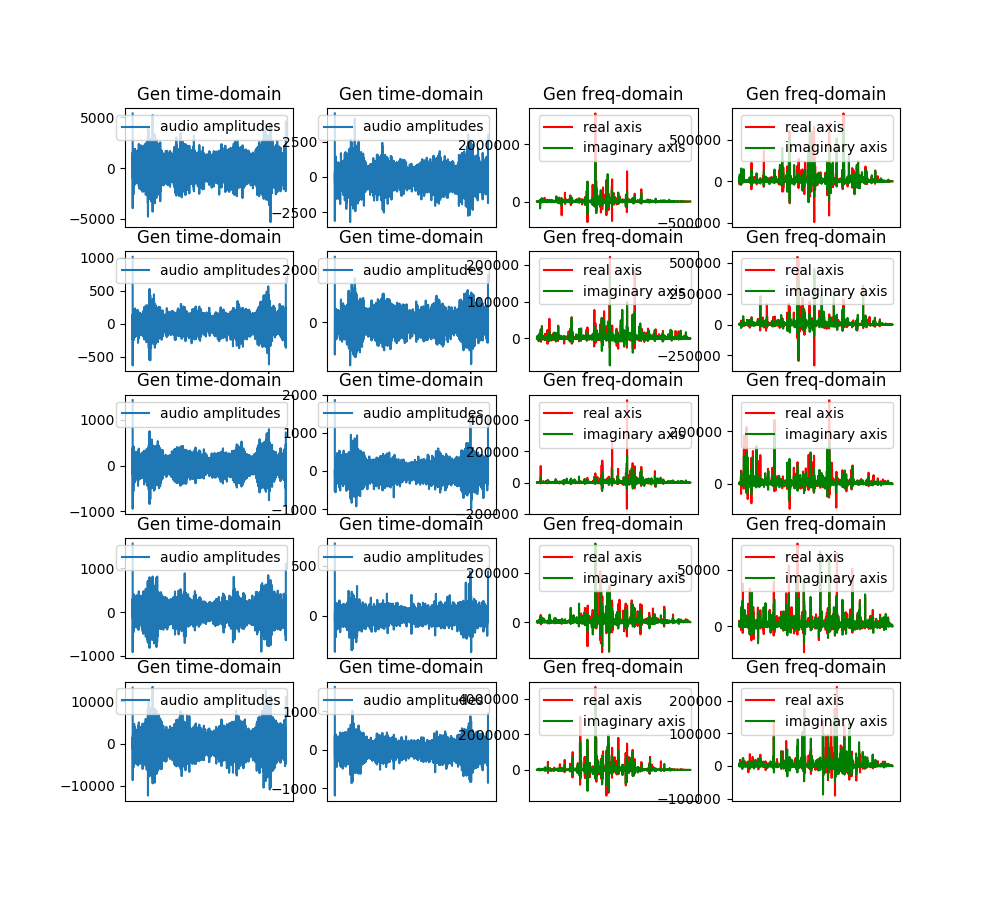 Gen time-domain Gen time-domain Gen freq-domain Gen freq-domain
5000 audio amplitudes 2500 audio amplitudes 2000000 real axis 500000 real axis
imaginary axis imaginary axis
0 0 0 0
−5000 −2500 −500000
Gen time-domain Gen time-domain Gen freq-domain Gen freq-domain
1000 audio amplitudes 2000 audio amplitudes 200000 real axis 500000 real axis
500 100000 imaginary axis 250000 imaginary axis
0 0 0 0
−500 −250000
Gen time-domain Gen time-domain Gen freq-domain Gen freq-domain
2000
1000 audio amplitudes 1000 audio amplitudes 400000 real axis real axis
200000 imaginary axis 200000 imaginary axis
0 0 0 0
−1000 −1000 200000
Gen time-domain Gen time-domain Gen freq-domain Gen freq-domain
1000 audio amplitudes 500 audio amplitudes 200000 real axis 50000 real axis
imaginary axis imaginary axis
0 0 0 0
−1000
Gen time-domain Gen time-domain Gen freq-domain Gen freq-domain
10000 audio amplitudes 1000 audio amplitudes 4000000 real axis 200000 real axis
2000000 imaginary axis 100000 imaginary axis
0 0 0 0
−10000 −1000 −100000